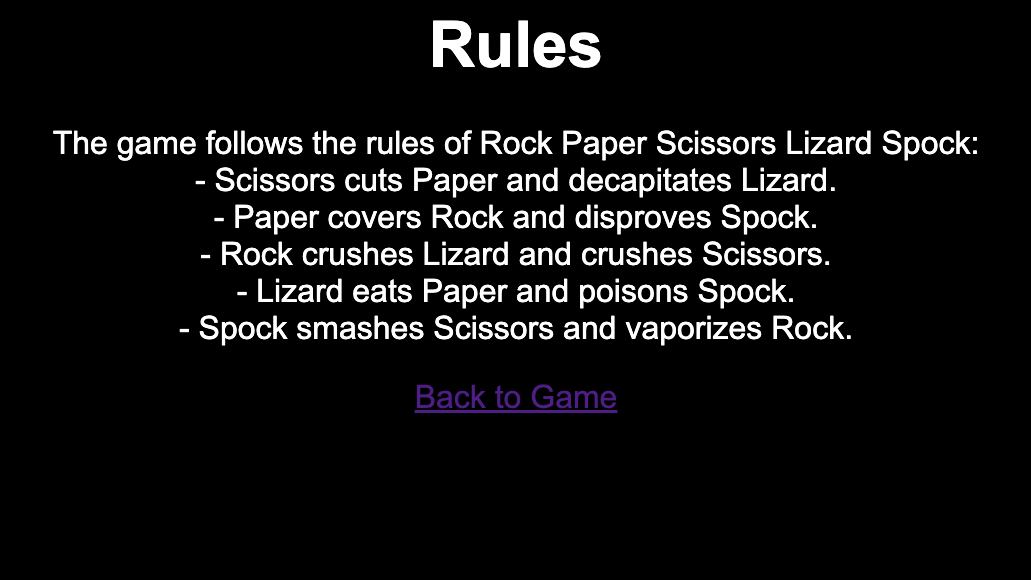 Rules
The game follows the rules of Rock Paper Scissors Lizard Spock:
- Scissors cuts Paper and decapitates Lizard.
- Paper covers Rock and disproves Spock.
- Rock crushes Lizard and crushes Scissors.
- Lizard eats Paper and poisons Spock.
- Spock smashes Scissors and vaporizes Rock.
Back to Game